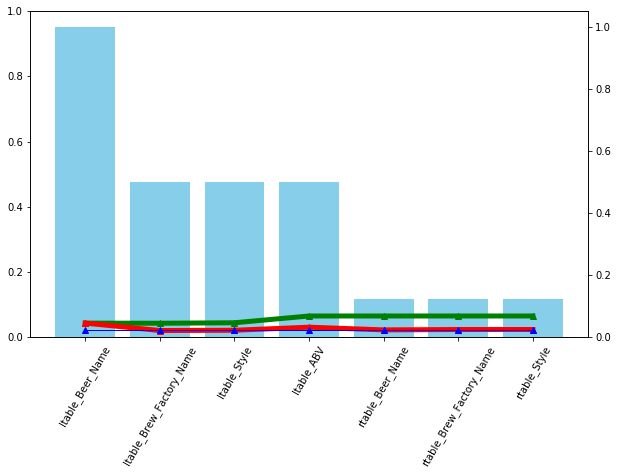 1.0
0.8
0.6
0.4
0.2
0.0
1.0
0.8
0.6
0.4
0.2
0.0
ltable_Beer_Name
ltable_Brew_Factory_Name
ltable_Style
ltable_ABV
rtable_Beer_Name
rtable_Brew_Factory_Name
rtable_Style